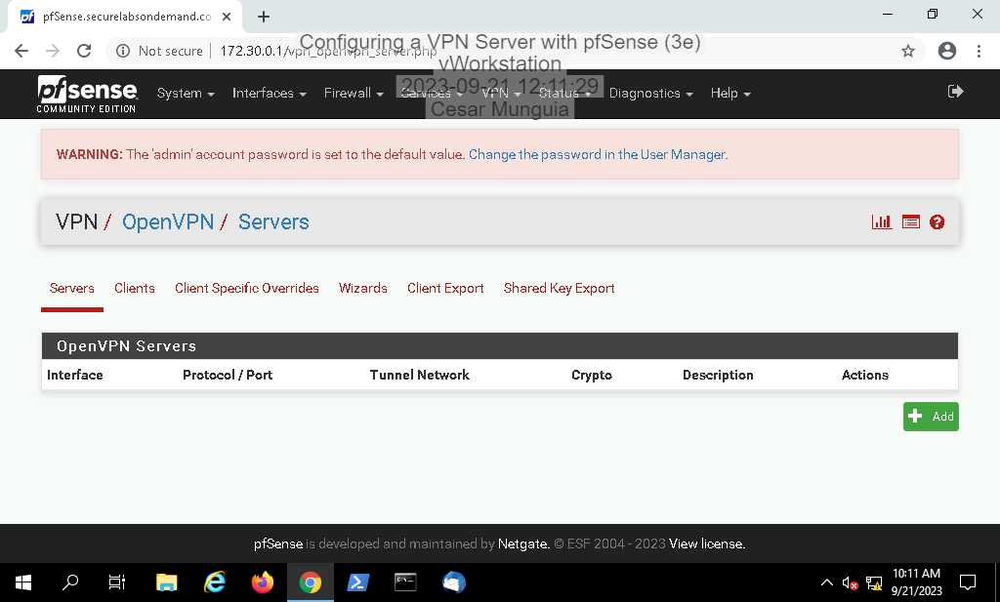 pfSense.securelabsondemand.co
Not secure
172.30.0.1/vpn_openvpn_server.php
Configuring a VPN Server with pfSense (3e)
vWorkstation
2023-09-21 12:11:29
Cesar Munguia
pfsense
COMMUNITY EDITION
System Interfaces Firewall Services VPN Status Diagnostics Help
WARNING: The 'admin' account password is set to the default value. Change the password in the User Manager.
VPN / OpenVPN / Servers
Servers Clients Client Specific Overrides Wizards Client Export Shared Key Export
OpenVPN Servers
Interface Protocol / Port Tunnel Network Crypto Description Actions
Add
pfSense is developed and maintained by Netgate. © ESF 2004 - 2023 View license.
10:11 AM
9/21/2023